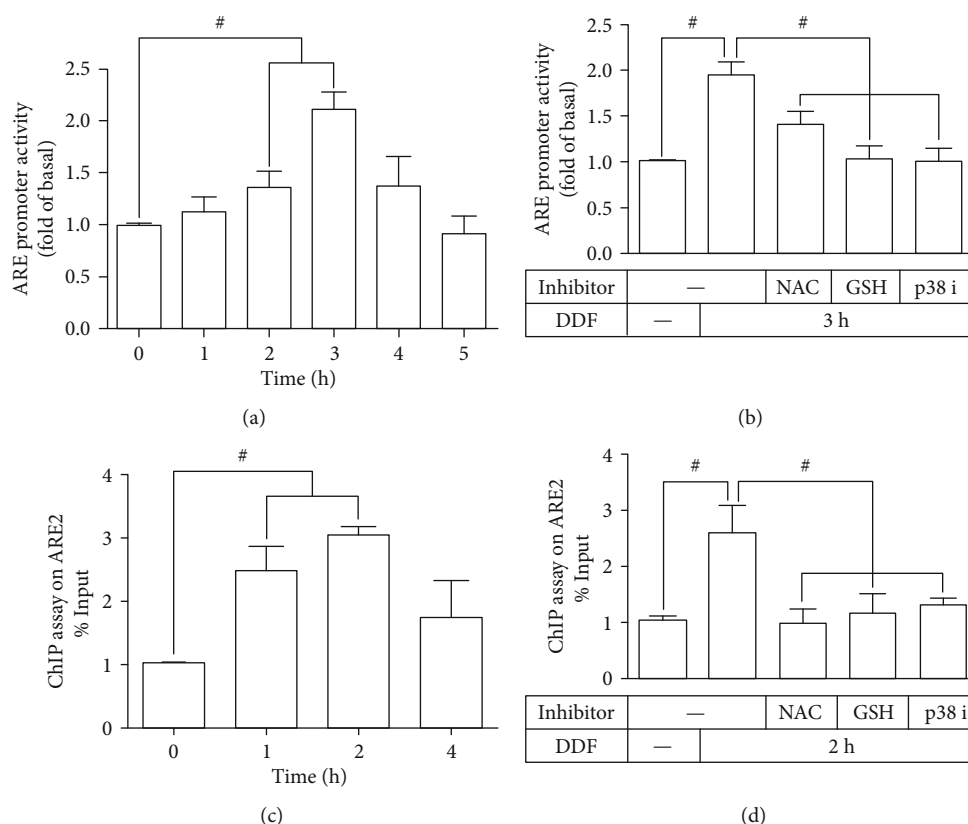 #
ARE promoter activity
(fold of basal)
2.5
2.0
1.5
1.0
0.5
0.0
0 1 2 3 4 5
Time (h)
(a)
# #
ARE promoter activity
(fold of basal)
2.5
2.0
1.5
1.0
0.5
0.0
Inhibitor — NAC GSH p38 i
DDF — 3 h
(b)
#
ChIP assay on ARE2
% Input
4
3
2
1
0
0 1 2 4
Time (h)
(c)
# #
ChIP assay on ARE2
% Input
4
3
2
1
0
Inhibitor — NAC GSH p38 i
DDF — 2 h
(d)